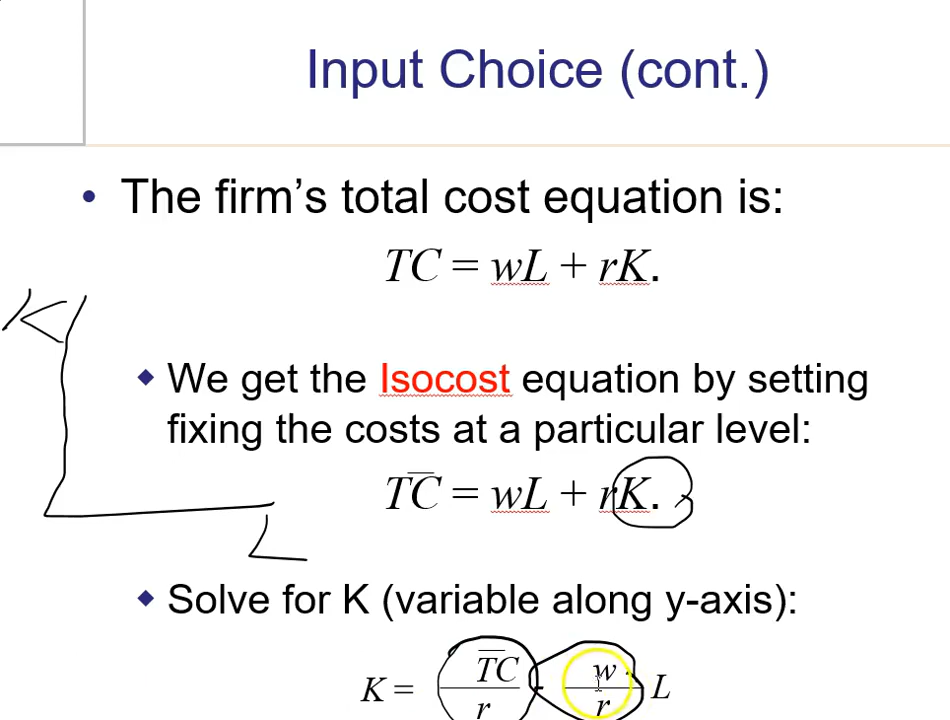 Input Choice (cont.)
• The firm's total cost equation is:
TC = wL + rK.
K
◆ We get the Isocost equation by setting
fixing the costs at a particular level:
T̅C̅ = wL + rK.
L
◆ Solve for K (variable along y-axis):
K = T̅C̅/r - w/r L